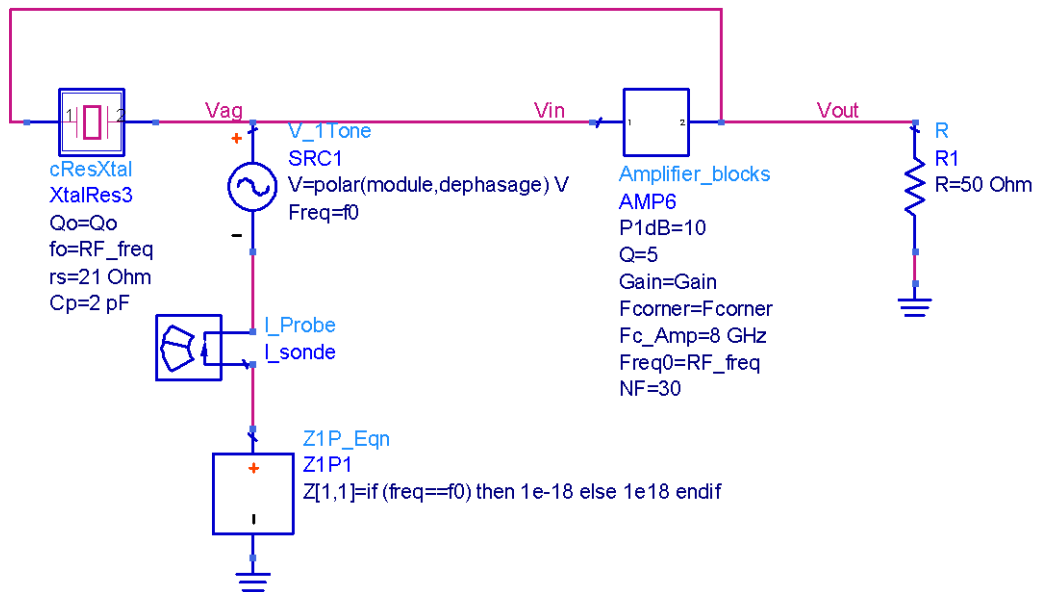 1 2
Vag
cResXtal
XtalRes3
Qo=Qo
fo=RF_freq
rs=21 Ohm
Cp=2 pF
+
V_1Tone
SRC1
V=polar(module,dephasage) V
Freq=f0
I_Probe
I_sonde
Z1P_Eqn
Z1P1
Z[1,1]=if (freq==f0) then 1e-18 else 1e18 endif
+
Vin
1 2
Amplifier_blocks
AMP6
P1dB=10
Q=5
Gain=Gain
Fcorner=Fcorner
Fc_Amp=8 GHz
Freq0=RF_freq
NF=30
Vout
R
R1
R=50 Ohm